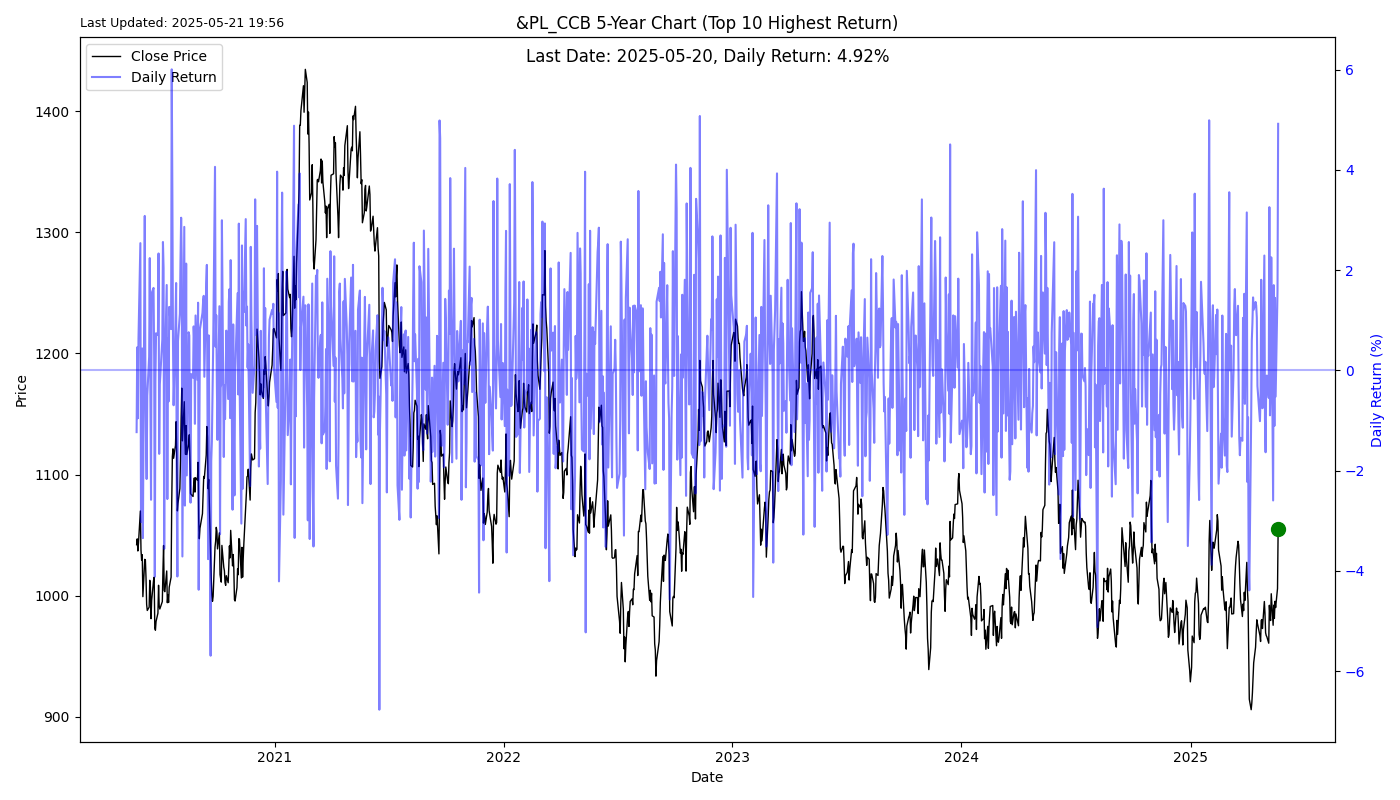 Last Updated: 2025-05-21 19:56
&PL_CCB 5-Year Chart (Top 10 Highest Return)
Last Date: 2025-05-20, Daily Return: 4.92%
Close Price
Daily Return
1400
1300
1200
1100
1000
900
Price
6
4
2
0
−2
−4
−6
Daily Return (%)
2021
2022
2023
2024
2025
Date